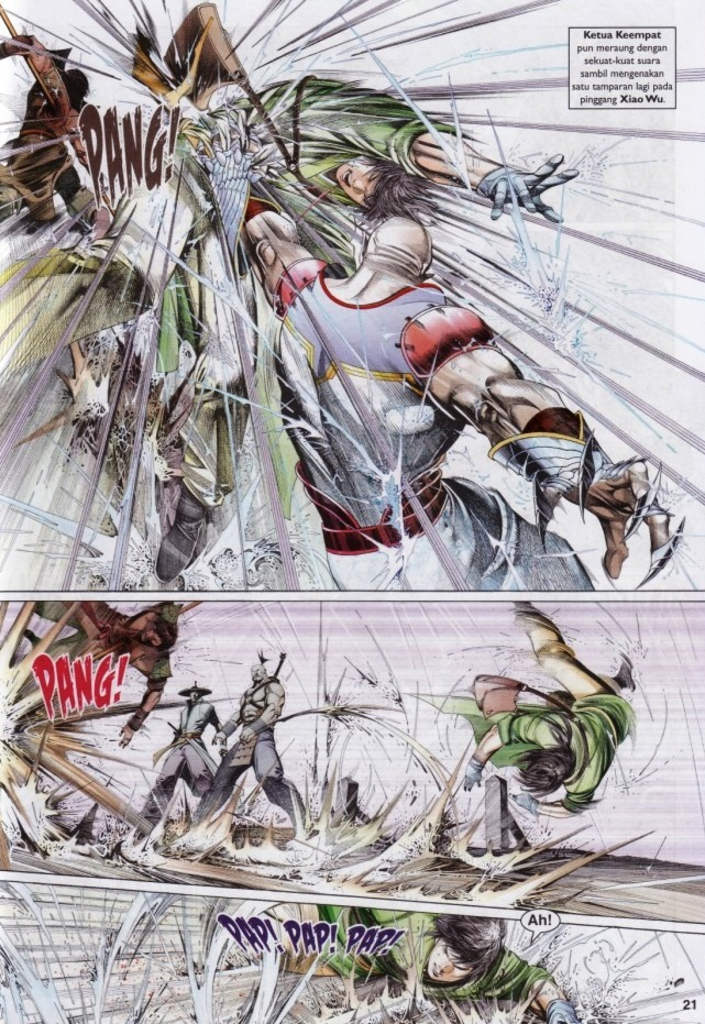 Ketua Keempat
pun meraung dengan
sekuat-kuat suara
sambil mengenakan
satu tamparan lagi pada
pinggang Xiao Wu.
PANG!
PANG!
PAP! PAP! PAP!
Ah!
21